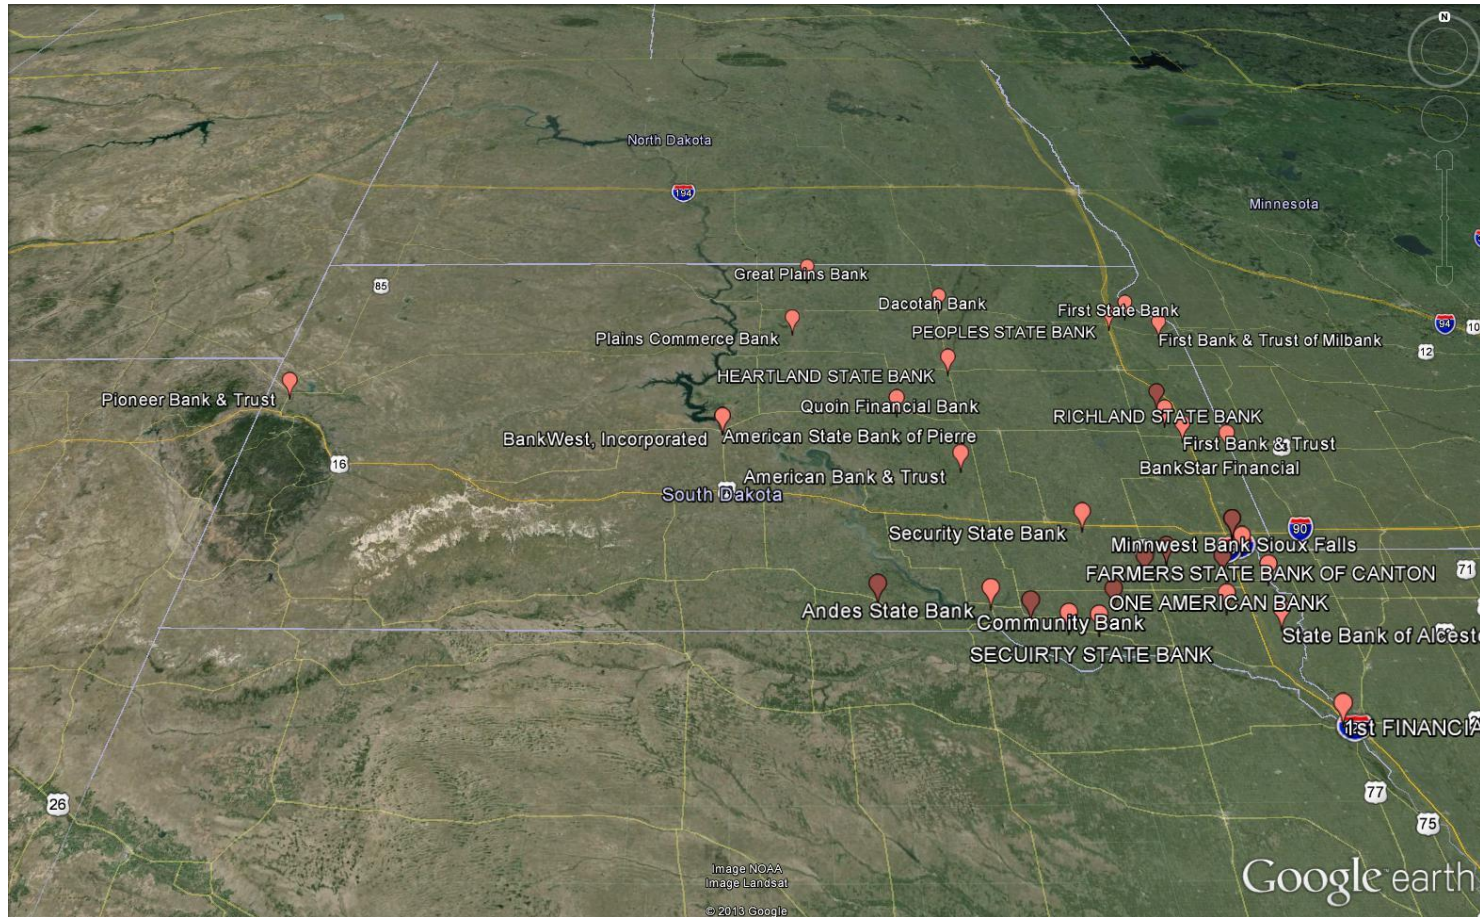 N
North Dakota
194
Minnesota
Great Plains Bank
85
Dacotah Bank
First State Bank
94
10
Plains Commerce Bank
PEOPLES STATE BANK
First Bank & Trust of Milbank
12
HEARTLAND STATE BANK
Pioneer Bank & Trust
Quoin Financial Bank
RICHLAND STATE BANK
BankWest, Incorporated
American State Bank of Pierre
First Bank & Trust
16
BankStar Financial
American Bank & Trust
South Dakota
Security State Bank
90
Minnwest Bank Sioux Falls
FARMERS STATE BANK OF CANTON
71
Andes State Bank
ONE AMERICAN BANK
Community Bank
State Bank of Alcest
SECUIRTY STATE BANK
1st FINANCIA
26
77
75
Image NOAA
Image Landsat
© 2013 Google
Google earth